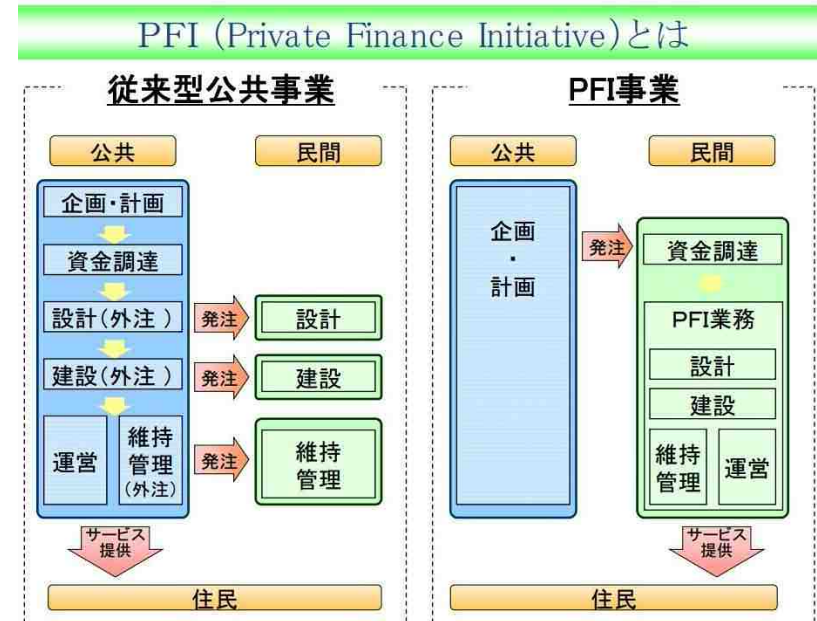 PFI (Private Finance Initiative)とは
従来型公共事業
公共
民間
企画・計画
資金調達
設計(外注 )
発注
設計
建設(外注 )
発注
建設
運営
維持
管理
(外注)
発注
維持
管理
サービス
提供
住民
PFI事業
公共
民間
企画
・
計画
発注
資金調達
PFI業務
設計
建設
維持
管理
運営
サービス
提供
住民